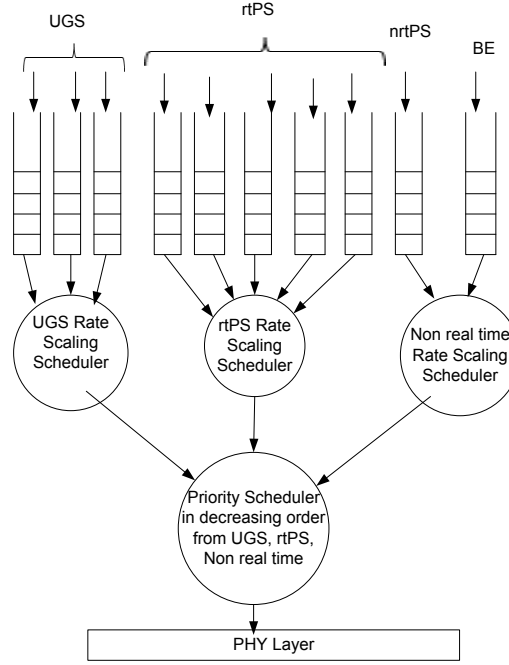 UGS
rtPS
nrtPS
BE
UGS Rate
Scaling
Scheduler
rtPS Rate
Scaling
Scheduler
Non real time
Rate Scaling
Scheduler
Priority Scheduler
in decreasing order
from UGS, rtPS,
Non real time
PHY Layer